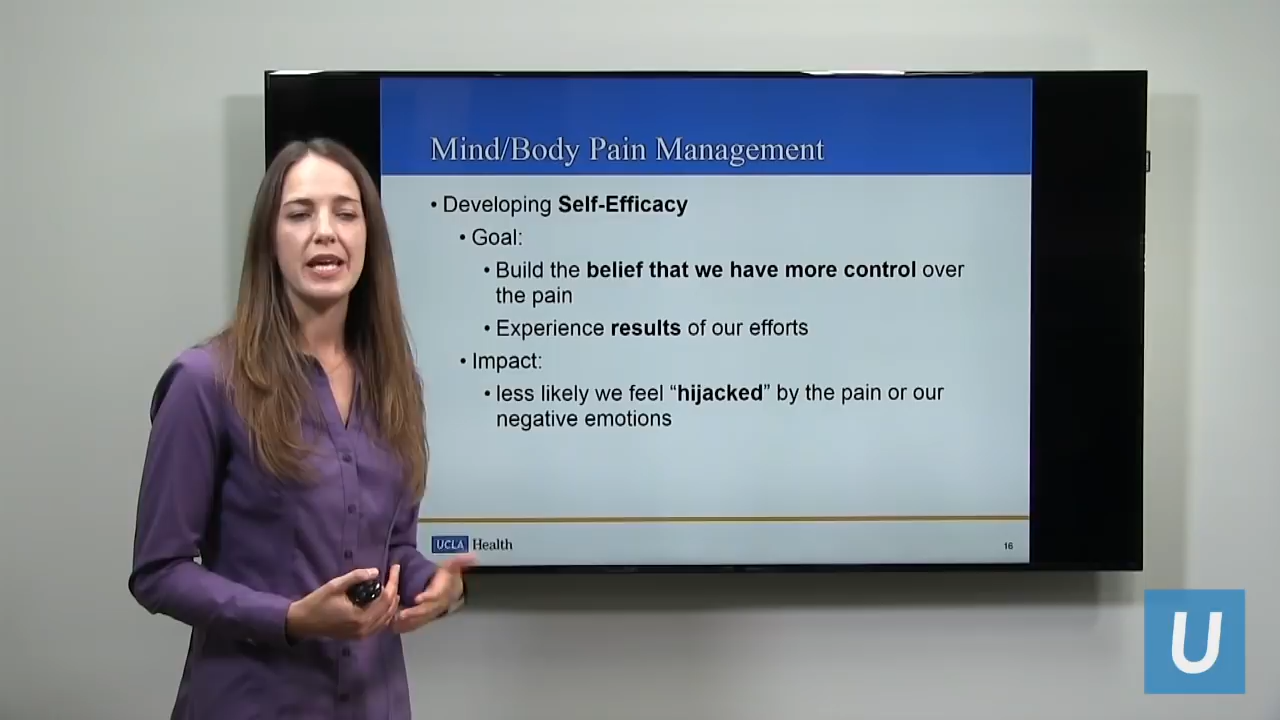 Mind/Body Pain Management
• Developing Self-Efficacy
• Goal:
• Build the belief that we have more control over
the pain
• Experience results of our efforts
• Impact:
• less likely we feel “hijacked” by the pain or our
negative emotions
UCLA Health
16
U